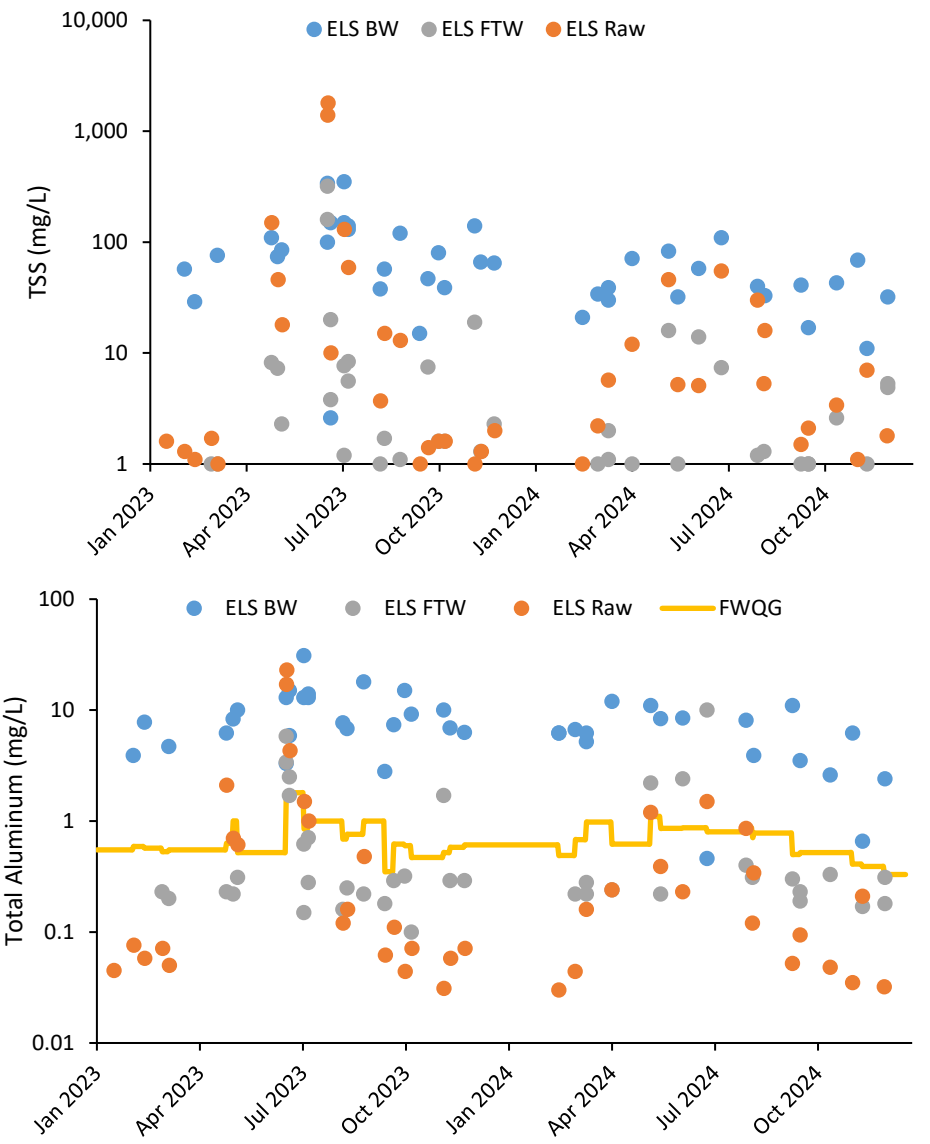 10,000
ELS BW ELS FTW ELS Raw
1,000
100
10
1
TSS (mg/L)
Jan 2023 Apr 2023 Jul 2023 Oct 2023 Jan 2024 Apr 2024 Jul 2024 Oct 2024
100
ELS BW ELS FTW ELS Raw FWQG
10
1
0.1
0.01
Total Aluminum (mg/L)
Jan 2023 Apr 2023 Jul 2023 Oct 2023 Jan 2024 Apr 2024 Jul 2024 Oct 2024